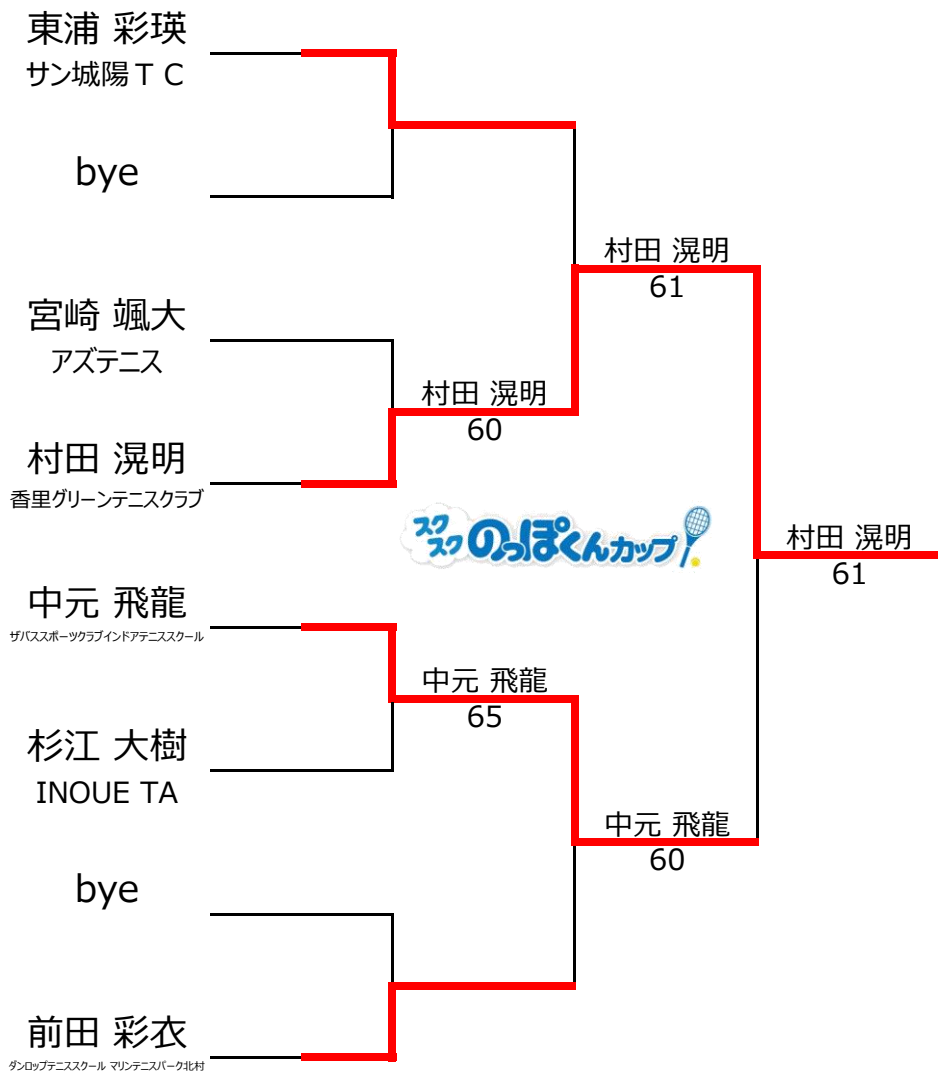 東浦 彩瑛
サン城陽ＴＣ
bye
村田 滉明
61
宮崎 颯大
アズテニス
村田 滉明
60
村田 滉明
香里グリーンテニスクラブ
スクスクのっぽくんカップ
村田 滉明
61
中元 飛龍
ザバススポーツクラブインドアテニススクール
中元 飛龍
65
杉江 大樹
INOUE TA
中元 飛龍
60
bye
前田 彩衣
ダンロップテニススクール マリンテニスパーク北村